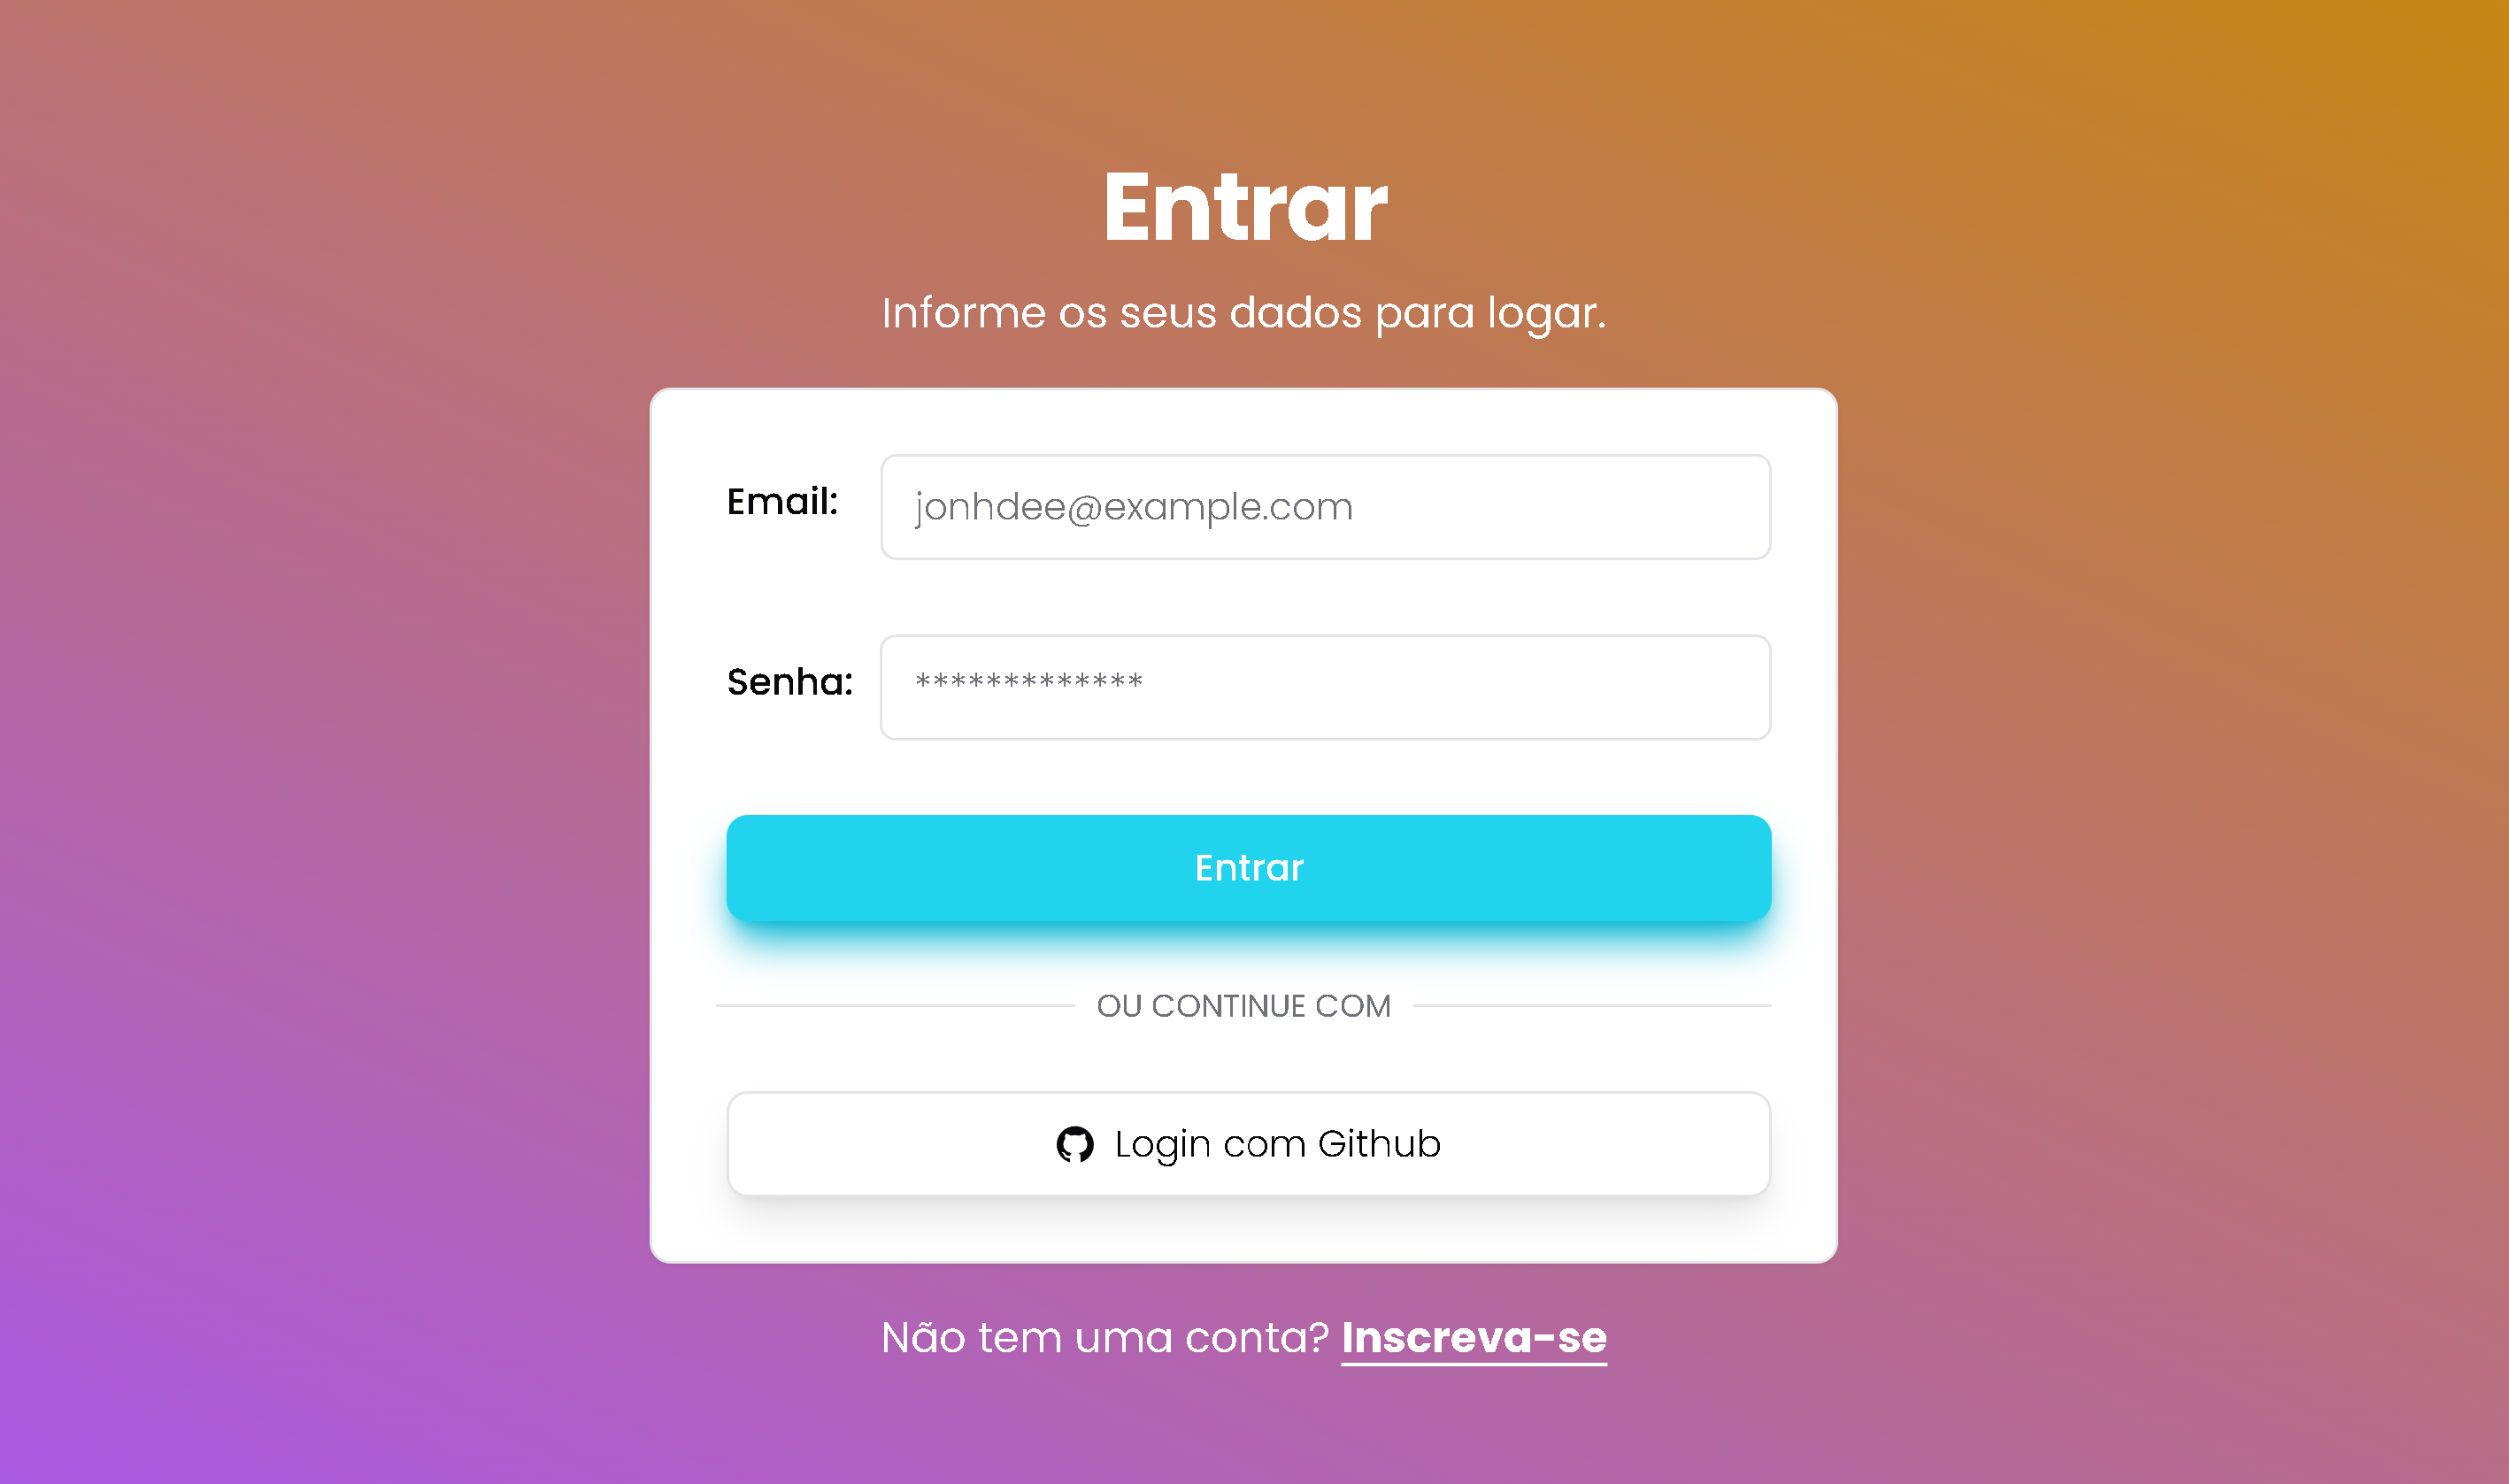 Entrar
Informe os seus dados para logar.
Email: jonhdee@example.com
Senha: *************
Entrar
OU CONTINUE COM
Login com Github
Não tem uma conta? Inscreva-se